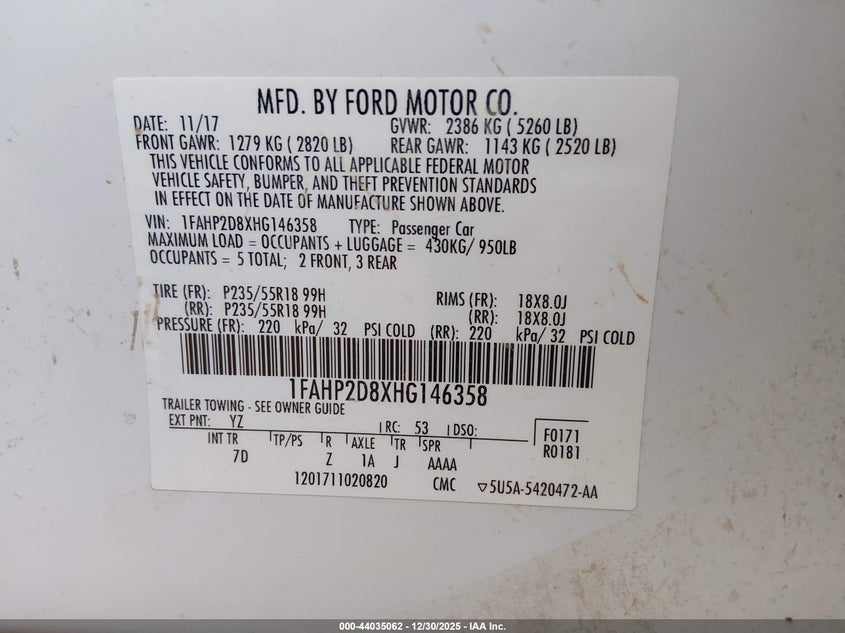 MFD. BY FORD MOTOR CO.
DATE: 11/17 GVWR: 2386 KG ( 5260 LB)
FRONT GAWR: 1279 KG ( 2820 LB) REAR GAWR: 1143 KG ( 2520 LB)
THIS VEHICLE CONFORMS TO ALL APPLICABLE FEDERAL MOTOR
VEHICLE SAFETY, BUMPER, AND THEFT PREVENTION STANDARDS
IN EFFECT ON THE DATE OF MANUFACTURE SHOWN ABOVE.
VIN: 1FAHP2D8XHG146358 TYPE: Passenger Car
MAXIMUM LOAD = OCCUPANTS + LUGGAGE = 430KG/ 950LB
OCCUPANTS = 5 TOTAL; 2 FRONT, 3 REAR
TIRE (FR): P235/55R18 99H RIMS (FR): 18X8.0J
(RR): P235/55R18 99H (RR): 18X8.0J
PRESSURE (FR): 220 kPa/ 32 PSI COLD (RR): 220 kPa/ 32 PSI COLD
1FAHP2D8XHG146358
TRAILER TOWING - SEE OWNER GUIDE
EXT PNT: YZ RC: 53 DSO: F0171
INT TR TP/PS R AXLE TR SPR R0181
7D Z 1A J AAAA
1201711020820 CMC ▽5U5A-5420472-AA
000-44035062 - 12/30/2025 - IAA Inc.